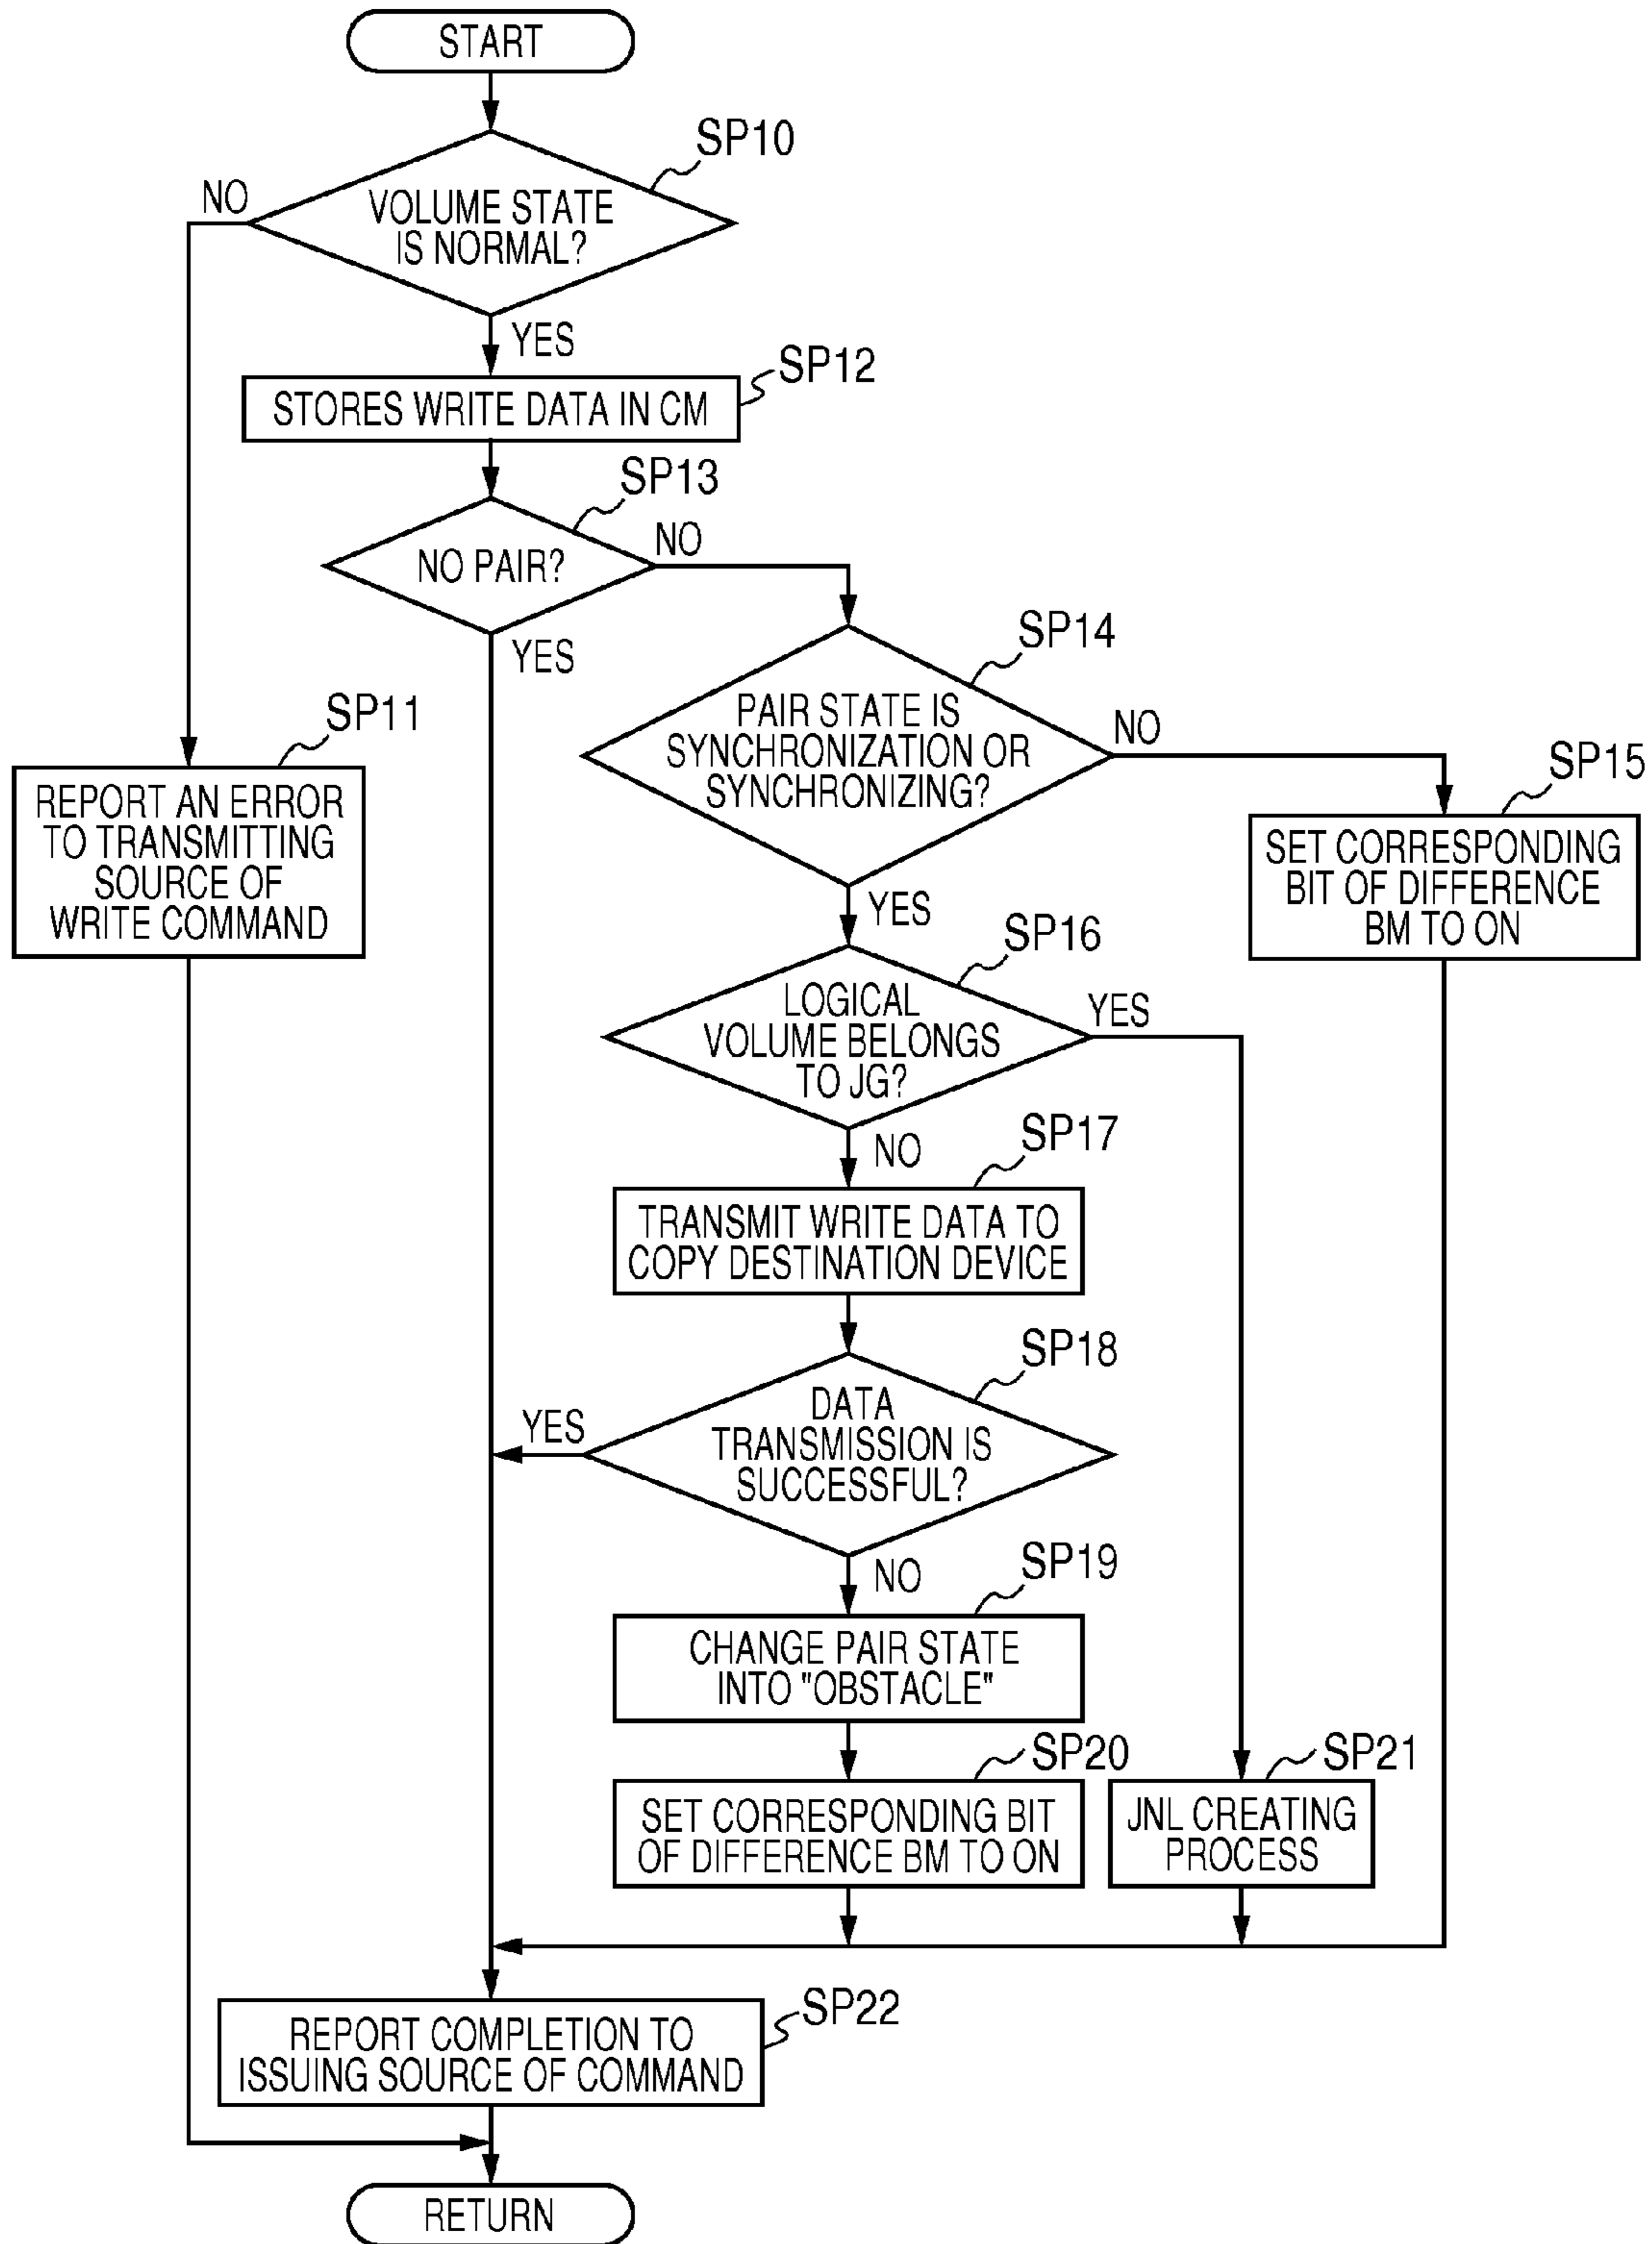 START
SP10
NO
VOLUME STATE
IS NORMAL?
YES
SP12
STORES WRITE DATA IN CM
SP13
NO PAIR?
NO
YES
SP14
PAIR STATE IS
SYNCHRONIZATION OR
SYNCHRONIZING?
NO
YES
SP11
REPORT AN ERROR
TO TRANSMITTING
SOURCE OF
WRITE COMMAND
SP15
SET CORRESPONDING
BIT OF DIFFERENCE
BM TO ON
SP16
LOGICAL
VOLUME BELONGS
TO JG?
YES
NO
SP17
TRANSMIT WRITE DATA TO
COPY DESTINATION DEVICE
SP18
DATA
TRANSMISSION IS
SUCCESSFUL?
YES
NO
SP19
CHANGE PAIR STATE
INTO "OBSTACLE"
SP20
SET CORRESPONDING BIT
OF DIFFERENCE BM TO ON
SP21
JNL CREATING
PROCESS
SP22
REPORT COMPLETION TO
ISSUING SOURCE OF COMMAND
RETURN